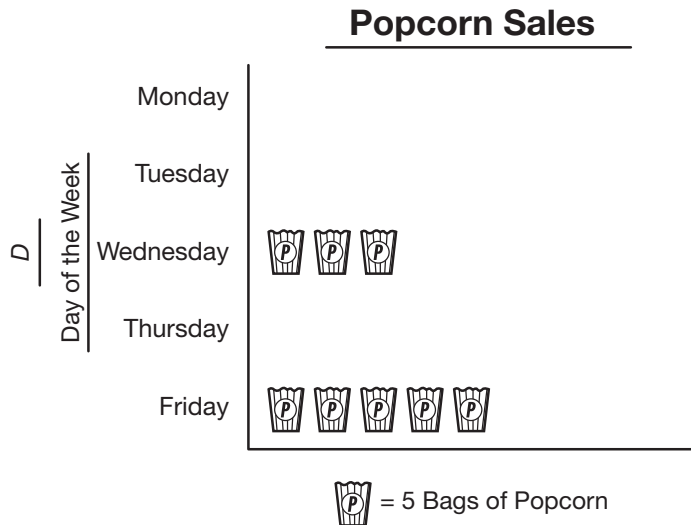 Popcorn Sales
Monday
Tuesday
D
Day of the Week
Wednesday
P P P
Thursday
Friday
P P P P P
P = 5 Bags of Popcorn